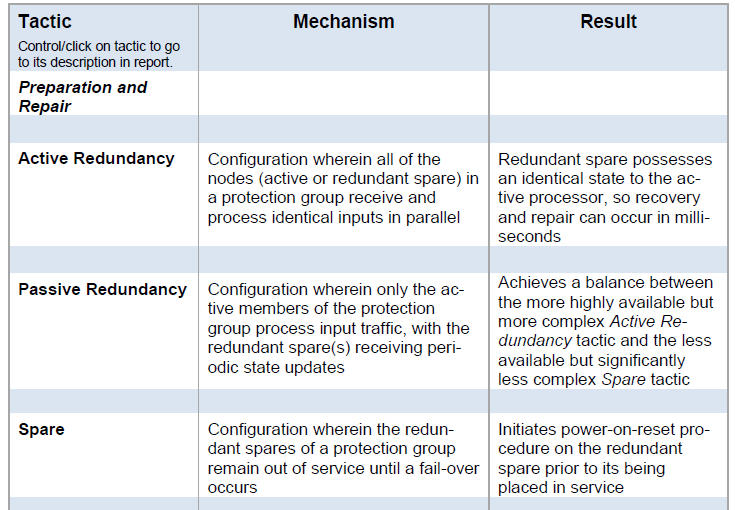 Tactic
Control/click on tactic to go
to its description in report.
Mechanism
Result
Preparation and
Repair
Active Redundancy
Configuration wherein all of the
nodes (active or redundant spare) in
a protection group receive and
process identical inputs in parallel
Redundant spare possesses
an identical state to the ac-
tive processor, so recovery
and repair can occur in milli-
seconds
Passive Redundancy
Configuration wherein only the ac-
tive members of the protection
group process input traffic, with the
redundant spare(s) receiving peri-
odic state updates
Achieves a balance between
the more highly available but
more complex Active Re-
dundancy tactic and the less
available but significantly
less complex Spare tactic
Spare
Configuration wherein the redun-
dant spares of a protection group
remain out of service until a fail-over
occurs
Initiates power-on-reset pro-
cedure on the redundant
spare prior to its being
placed in service